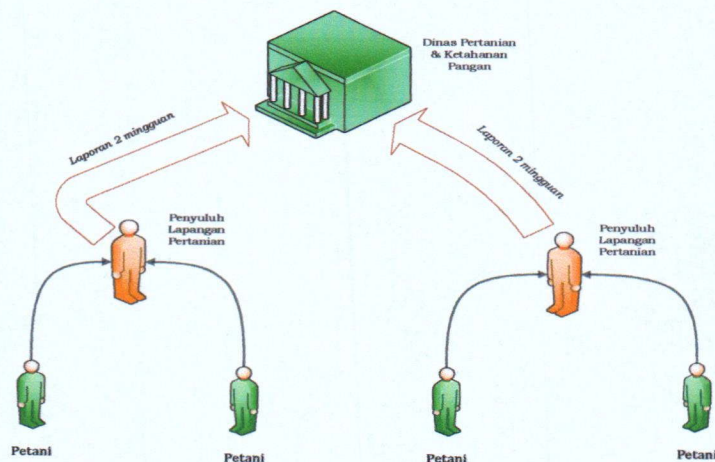 Dinas Pertanian
& Ketahanan
Pangan
Laporan 2 mingguan
Laporan 2 mingguan
Penyuluh
Lapangan
Pertanian
Penyuluh
Lapangan
Pertanian
Petani
Petani
Petani
Petani